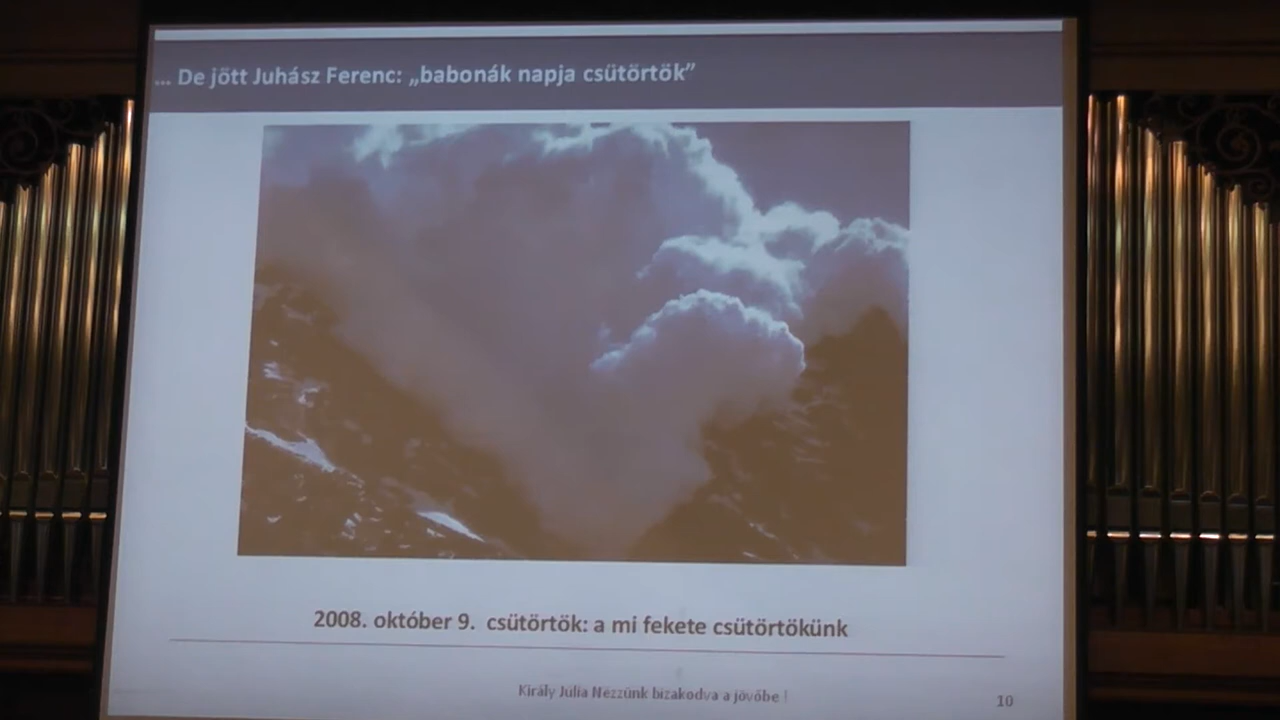 ... De jött Juhász Ferenc: „babonák napja csütörtök”
2008. október 9. csütörtök: a mi fekete csütörtökünk
Király Júlia Nézzünk bizakodva a jövőbe !
10